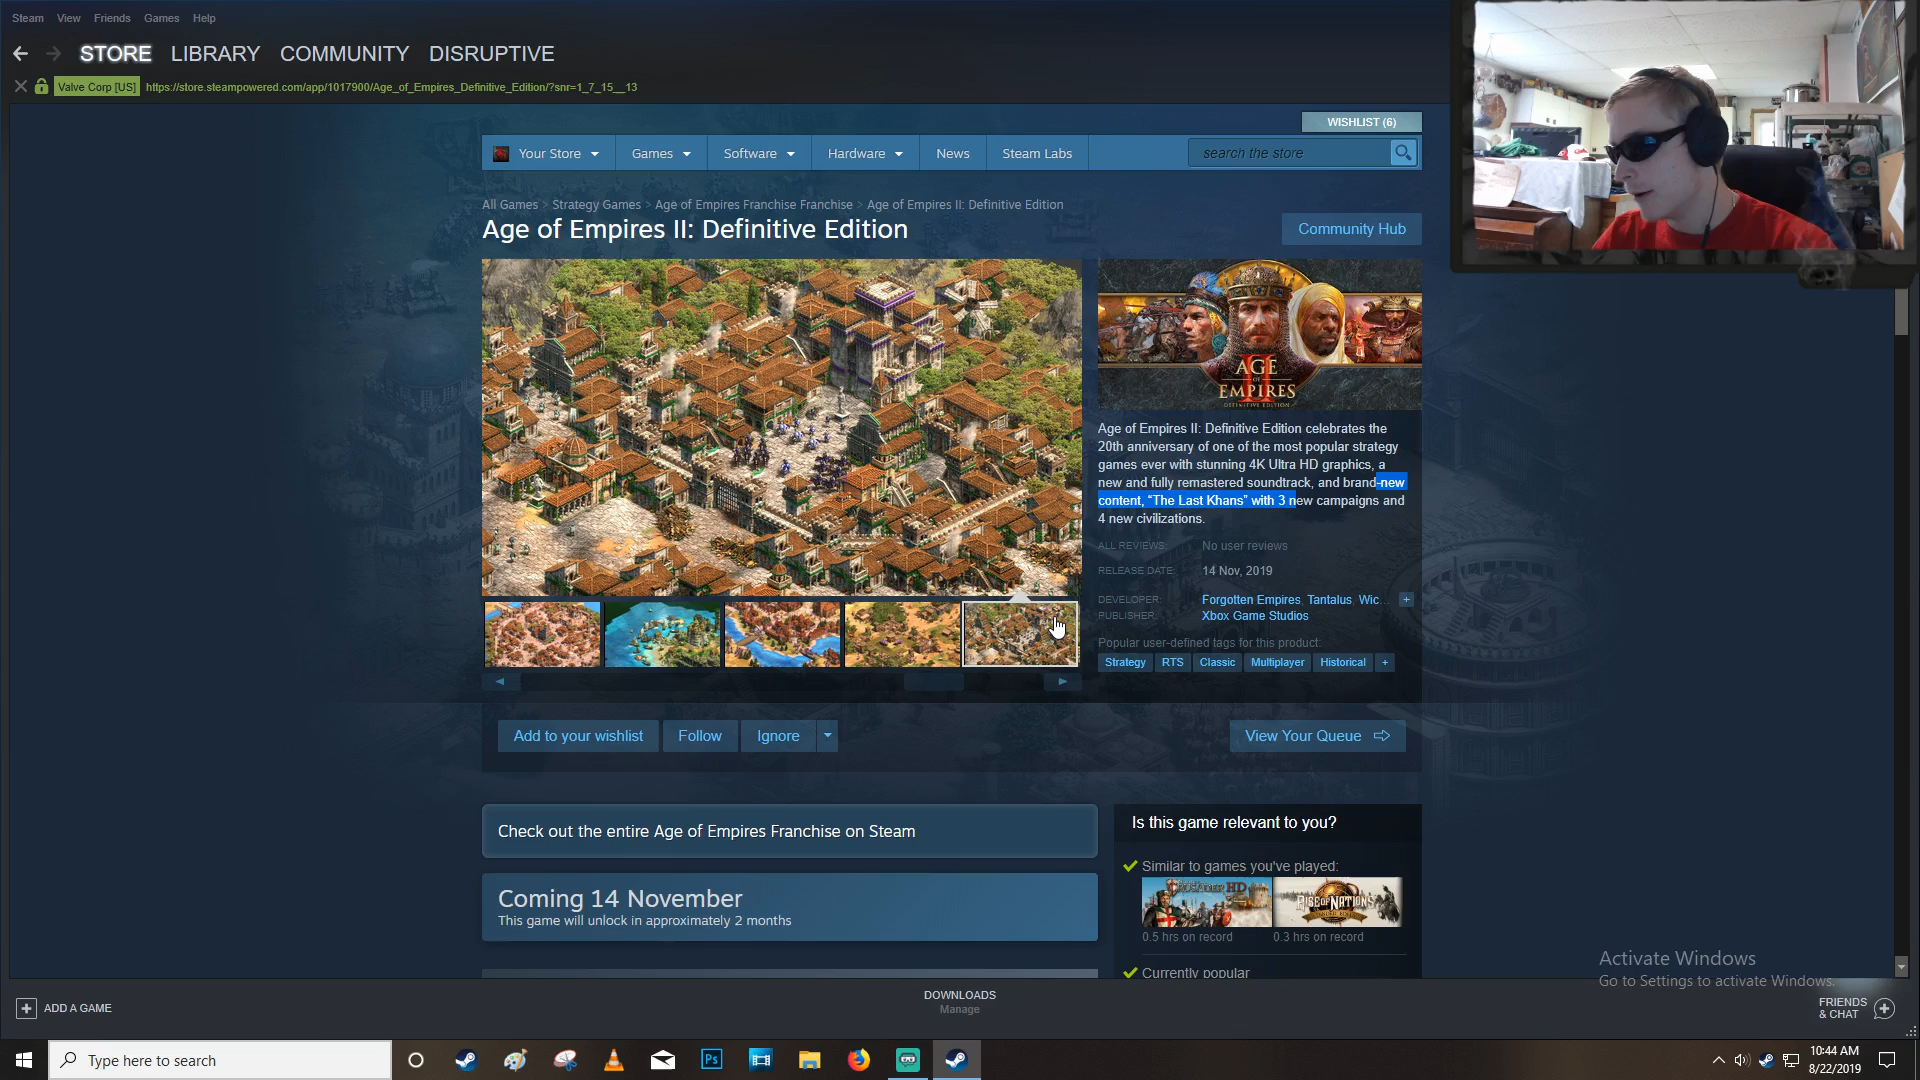 Steam View Friends Games Help
STORE LIBRARY COMMUNITY DISRUPTIVE
Valve Corp [US] https://store.steampowered.com/app/1017900/Age_of_Empires_Definitive_Edition/?snr=1_7_15__13
WISHLIST (6)
Your Store Games Software Hardware News Steam Labs search the store
All Games > Strategy Games > Age of Empires Franchise Franchise > Age of Empires II: Definitive Edition
Age of Empires II: Definitive Edition
Community Hub
AGE
OF
EMPIRES
II
DEFINITIVE EDITION
Age of Empires II: Definitive Edition celebrates the
20th anniversary of one of the most popular strategy
games ever with stunning 4K Ultra HD graphics, a
new and fully remastered soundtrack, and brand-new
content, “The Last Khans” with 3 new campaigns and
4 new civilizations.
ALL REVIEWS: No user reviews
RELEASE DATE: 14 Nov, 2019
DEVELOPER: Forgotten Empires, Tantalus, Wic... +
PUBLISHER: Xbox Game Studios
Popular user-defined tags for this product:
Strategy RTS Classic Multiplayer Historical +
Add to your wishlist Follow Ignore
View Your Queue
Check out the entire Age of Empires Franchise on Steam
Coming 14 November
This game will unlock in approximately 2 months
Is this game relevant to you?
Similar to games you've played:
CRUSADER HD
RISE OF NATIONS
0.5 hrs on record 0.3 hrs on record
Currently popular
Activate Windows
Go to Settings to activate Windows.
+ ADD A GAME
DOWNLOADS
Manage
FRIENDS
& CHAT
Type here to search
Ps
10:44 AM
8/22/2019